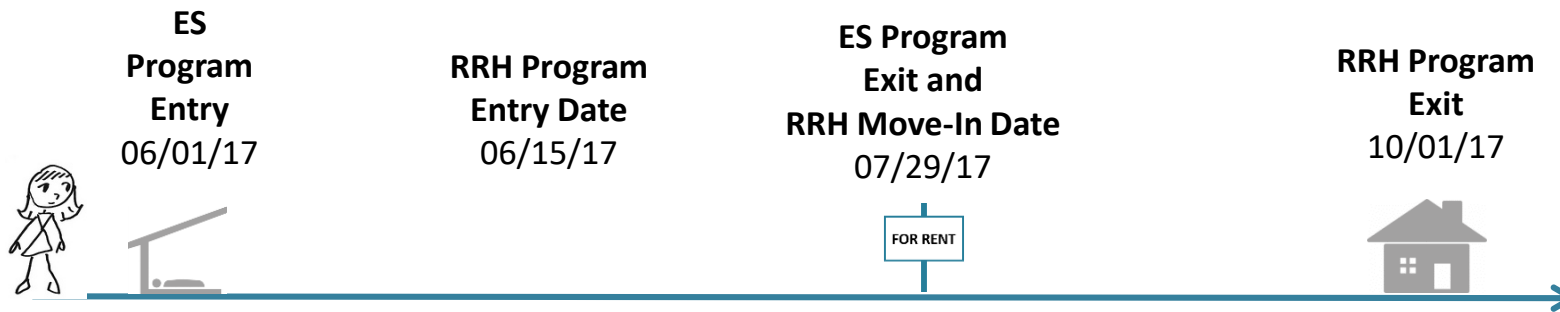 ES
Program
Entry
06/01/17
RRH Program
Entry Date
06/15/17
ES Program
Exit and
RRH Move-In Date
07/29/17
FOR RENT
RRH Program
Exit
10/01/17